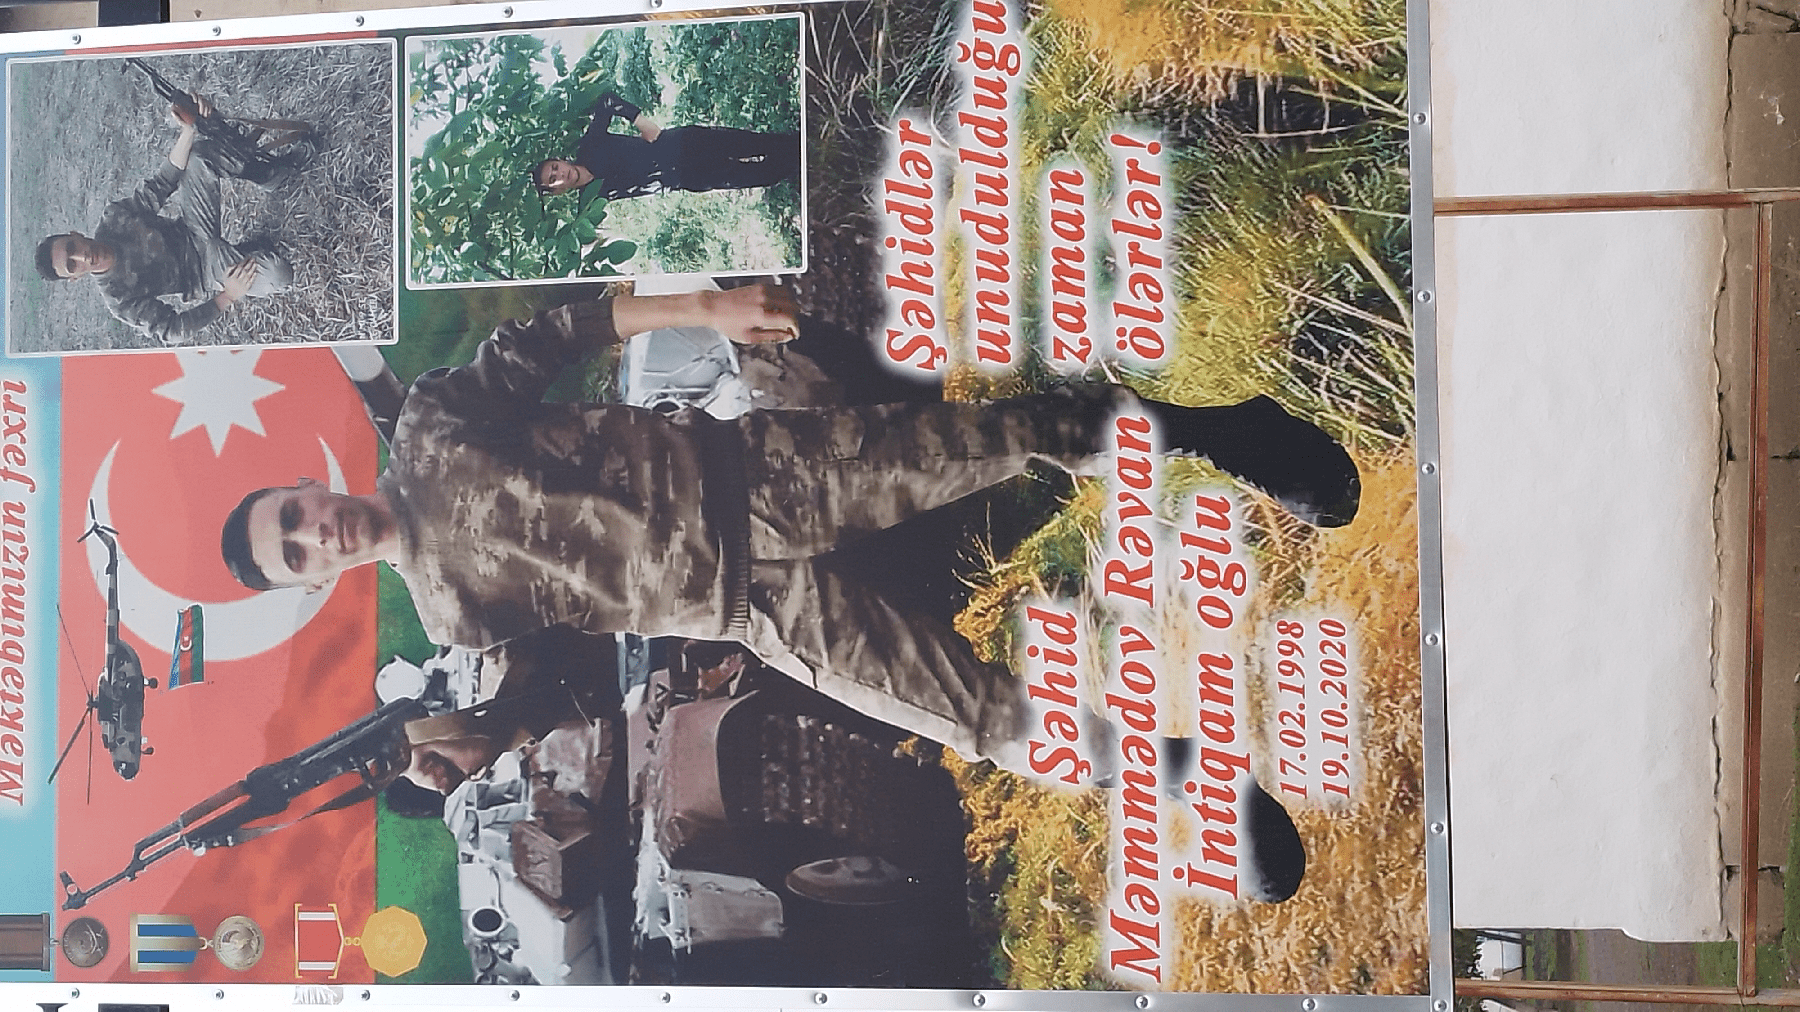 Məktəbimizin fəxri
Şəhidlər
unudulduğu
zaman
ölərlər!
Şəhid
Məmmədov Rəvan
İntiqam oğlu
17.02.1998
19.10.2020